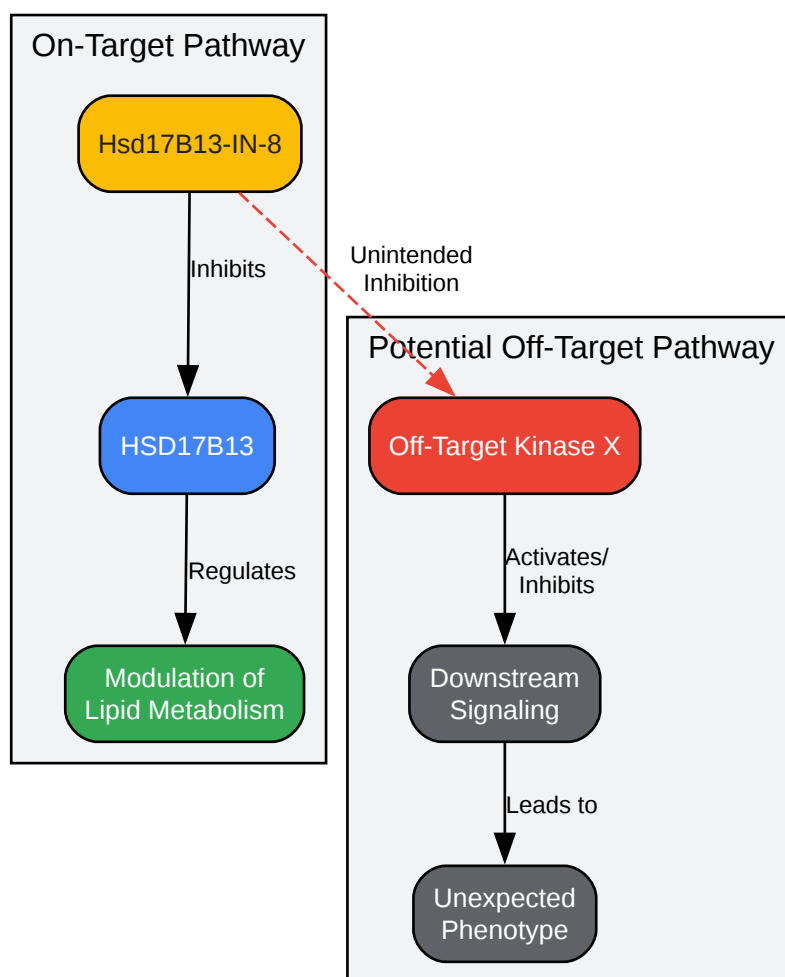 On-Target Pathway
Hsd17B13-IN-8
Inhibits
HSD17B13
Regulates
Modulation of
Lipid Metabolism
Unintended
Inhibition
Potential Off-Target Pathway
Off-Target Kinase X
Activates/
Inhibits
Downstream
Signaling
Leads to
Unexpected
Phenotype